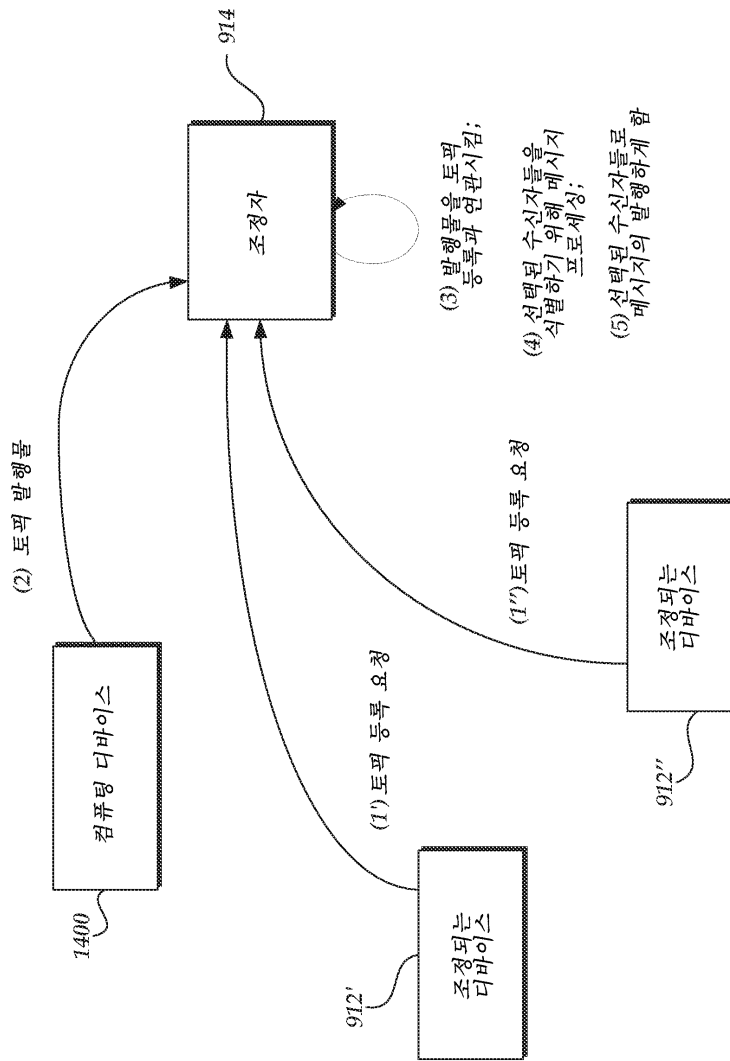 914
조정자
(3) 발행물을 토픽
등록과 연관시킴;
(4) 선택된 수신자들을
식별하기 위해 메시지
프로세싱;
(5) 선택된 수신자들로
메시지의 발행하게 함
(2) 토픽 발행물
컴퓨팅 디바이스
1400
(1') 토픽 등록 요청
조정되는
디바이스
912'
(1'') 토픽 등록 요청
조정되는
디바이스
912''